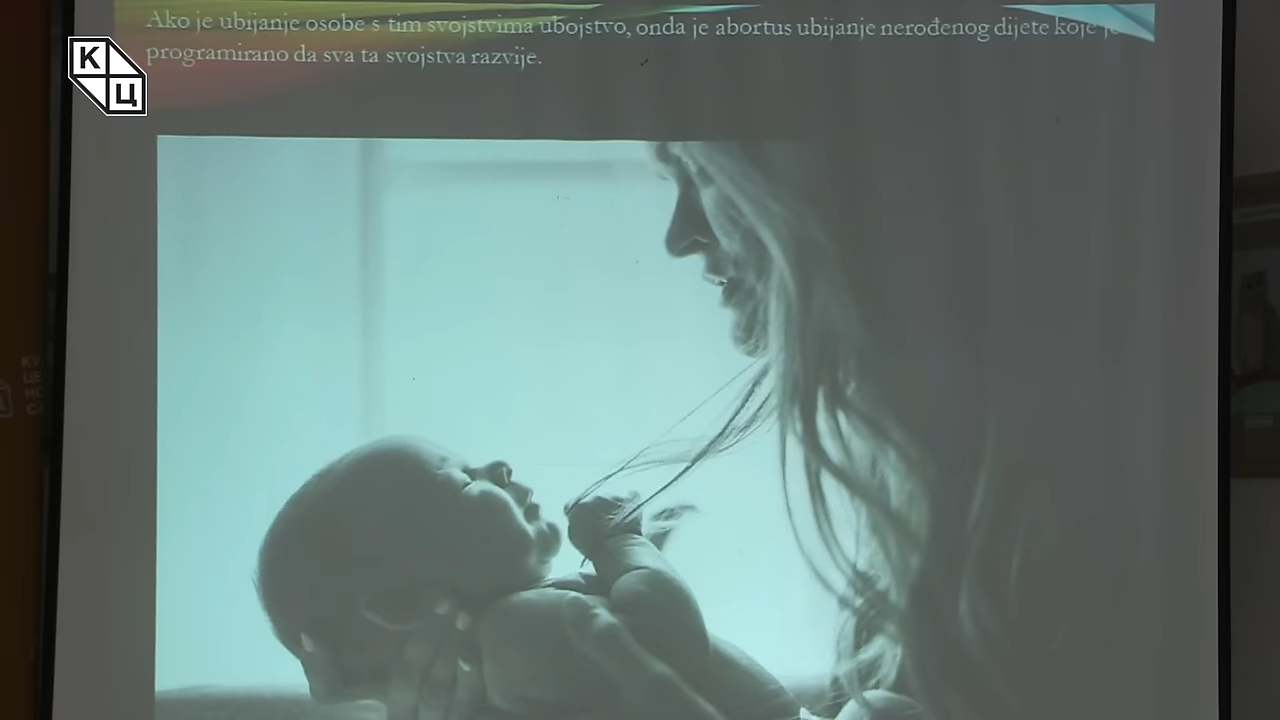 Ako je ubijanje osobe s tim svojstvima ubojstvo, onda je abortus ubijanje nerođenog dijete koje je
programirano da sva ta svojstva razvije.
К
Ц